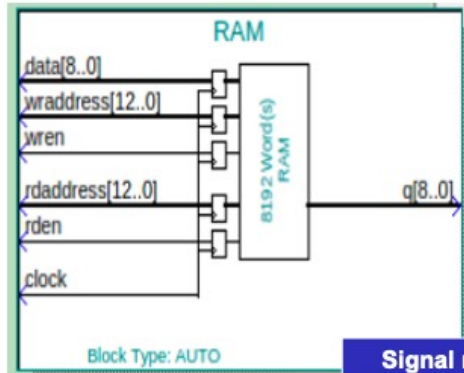 RAM
data[8..0]
wraddress[12..0]
wren
8192 Word(s)
RAM
rdaddress[12..0]
q[8..0]
rden
clock
Block Type: AUTO
Signal